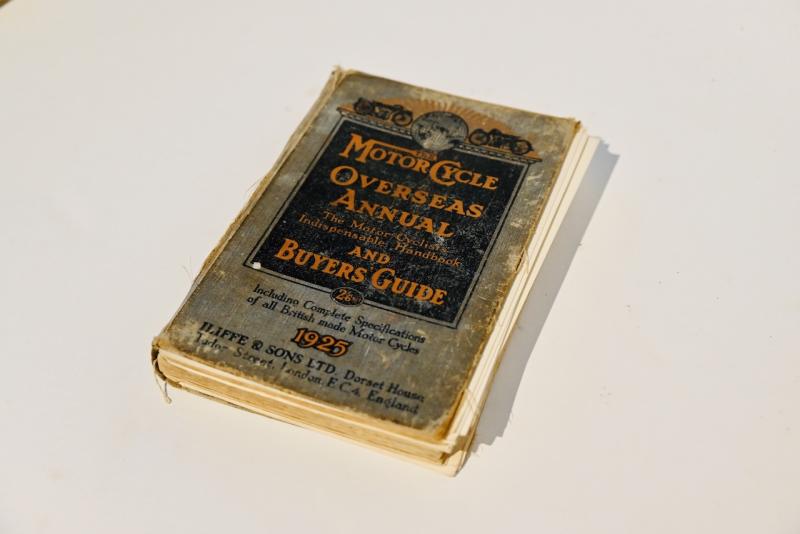 THE
MOTOR CYCLE
OVERSEAS
ANNUAL
The Motor Cyclists
Indispensable Handbook
AND
BUYERS GUIDE
2/6
Including Complete Specifications
of all British made Motor Cycles
1925
ILIFFE & SONS LTD. Dorset House
Tudor Street, London, E.C.4, England